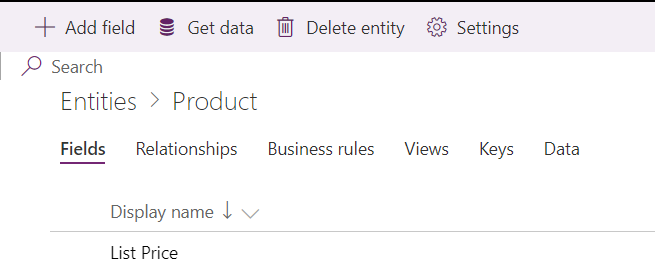 Add field Get data Delete entity Settings
Search
Entities > Product
Fields Relationships Business rules Views Keys Data
Display name
List Price